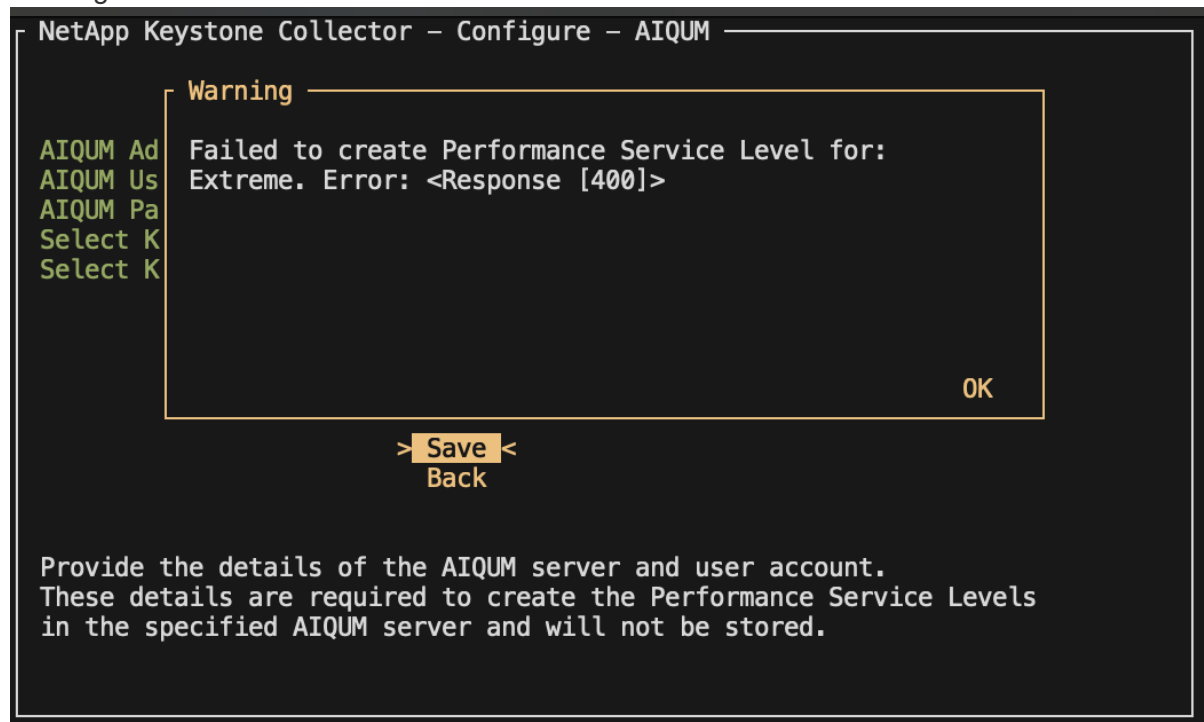 NetApp Keystone Collector – Configure – AIQUM
Warning
AIQUM Ad
Failed to create Performance Service Level for:
AIQUM Us
Extreme. Error: <Response [400]>
AIQUM Pa
Select K
Select K
OK
> Save <
Back
Provide the details of the AIQUM server and user account.
These details are required to create the Performance Service Levels
in the specified AIQUM server and will not be stored.